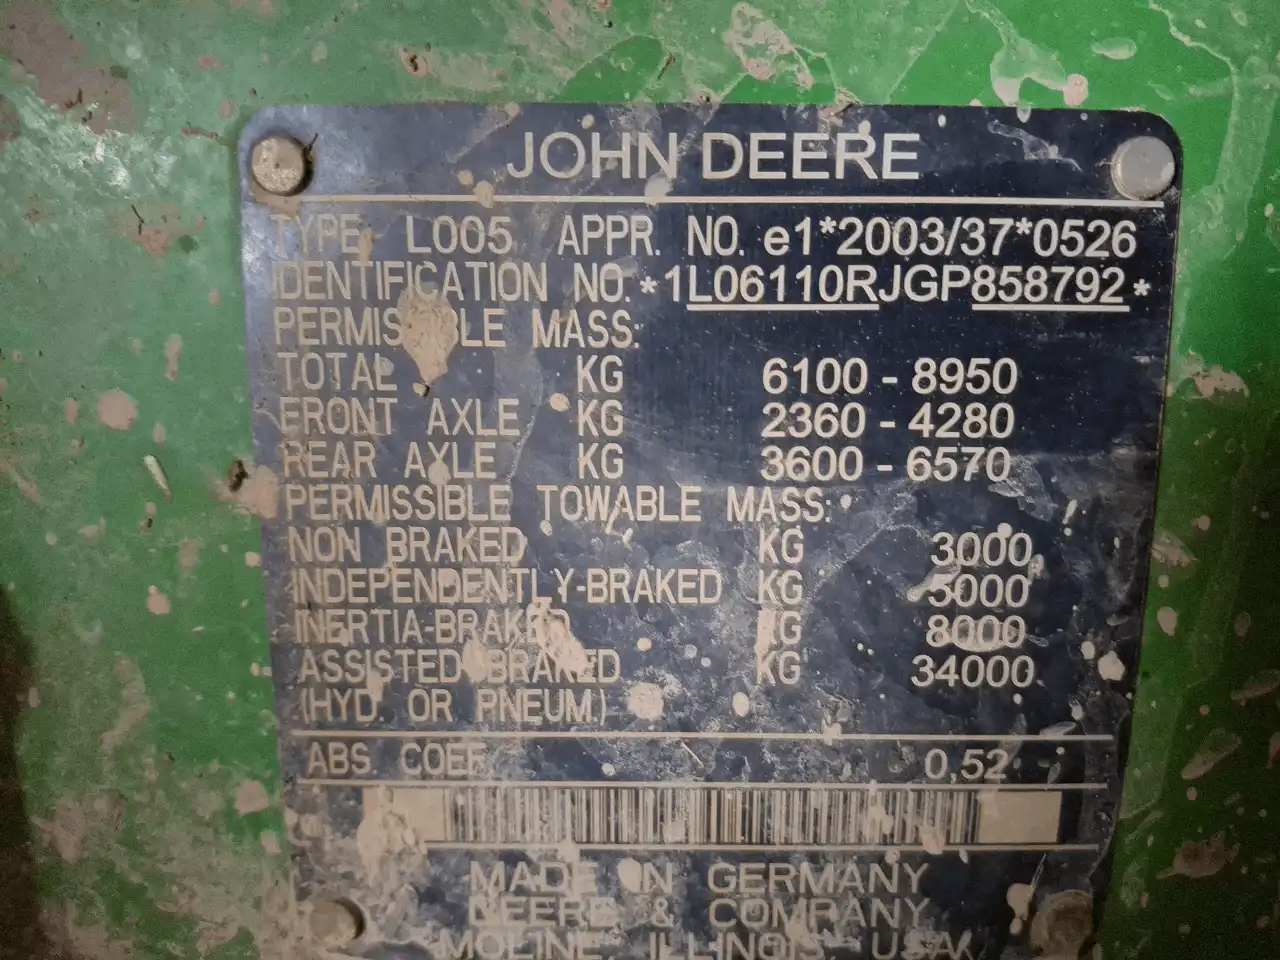 JOHN DEERE
TYPE L005 APPR. NO. e1*2003/37*0526
IDENTIFICATION NO. *1L06110RJGP858792*
PERMISSIBLE MASS:
TOTAL KG 6100 - 8950
FRONT AXLE KG 2360 - 4280
REAR AXLE KG 3600 - 6570
PERMISSIBLE TOWABLE MASS:
NON BRAKED KG 3000
INDEPENDENTLY-BRAKED KG 5000
INERTIA-BRAKED KG 8000
ASSISTED BRAKED KG 34000
(HYD. OR PNEUM.)
ABS. COEF. 0,52
MADE IN GERMANY
DEERE & COMPANY
MOLINE, ILLINOIS, USA